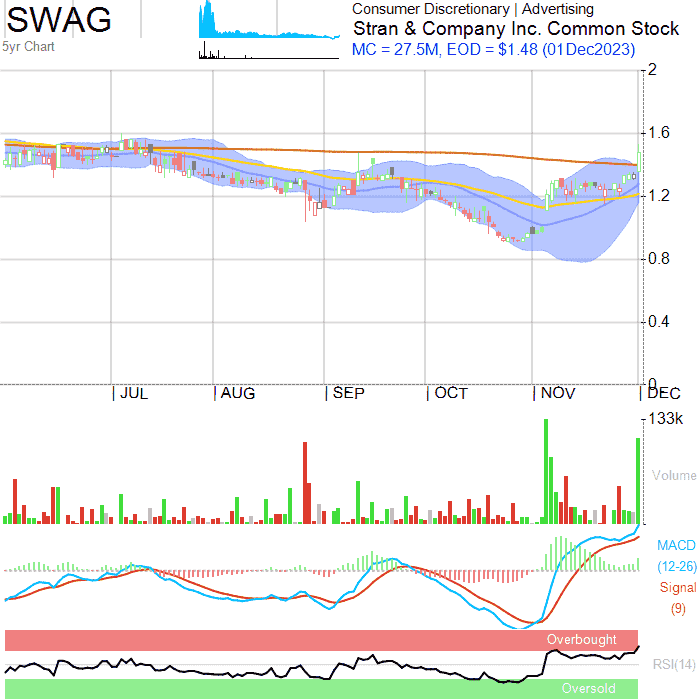 SWAG
5yr Chart
Consumer Discretionary | Advertising
Stran & Company Inc. Common Stock
MC = 27.5M, EOD = $1.48 (01Dec2023)
2
1.6
1.2
0.8
0.4
0
| JUL | AUG | SEP | OCT | NOV | DEC
133k
Volume
MACD
(12-26)
Signal
(9)
Overbought
RSI(14)
Oversold